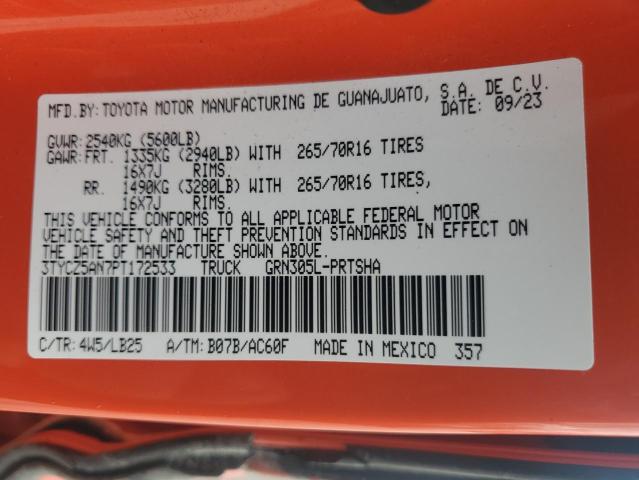 MFD.BY:TOYOTA MOTOR MANUFACTURING DE GUANAJUATO, S.A. DE C.V.
DATE: 09/23
GVWR:2540KG (5600LB)
GAWR:FRT. 1335KG (2940LB) WITH 265/70R16 TIRES
16X7J RIMS.
RR. 1490KG (3280LB) WITH 265/70R16 TIRES,
16X7J RIMS.
THIS VEHICLE CONFORMS TO ALL APPLICABLE FEDERAL MOTOR
VEHICLE SAFETY AND THEFT PREVENTION STANDARDS IN EFFECT ON
THE DATE OF MANUFACTURE SHOWN ABOVE.
3TYCZ5AN7PT172533 TRUCK GRN305L-PRTSHA
C/TR: 4W5/LB25 A/TM: B07B/AC60F MADE IN MEXICO 357